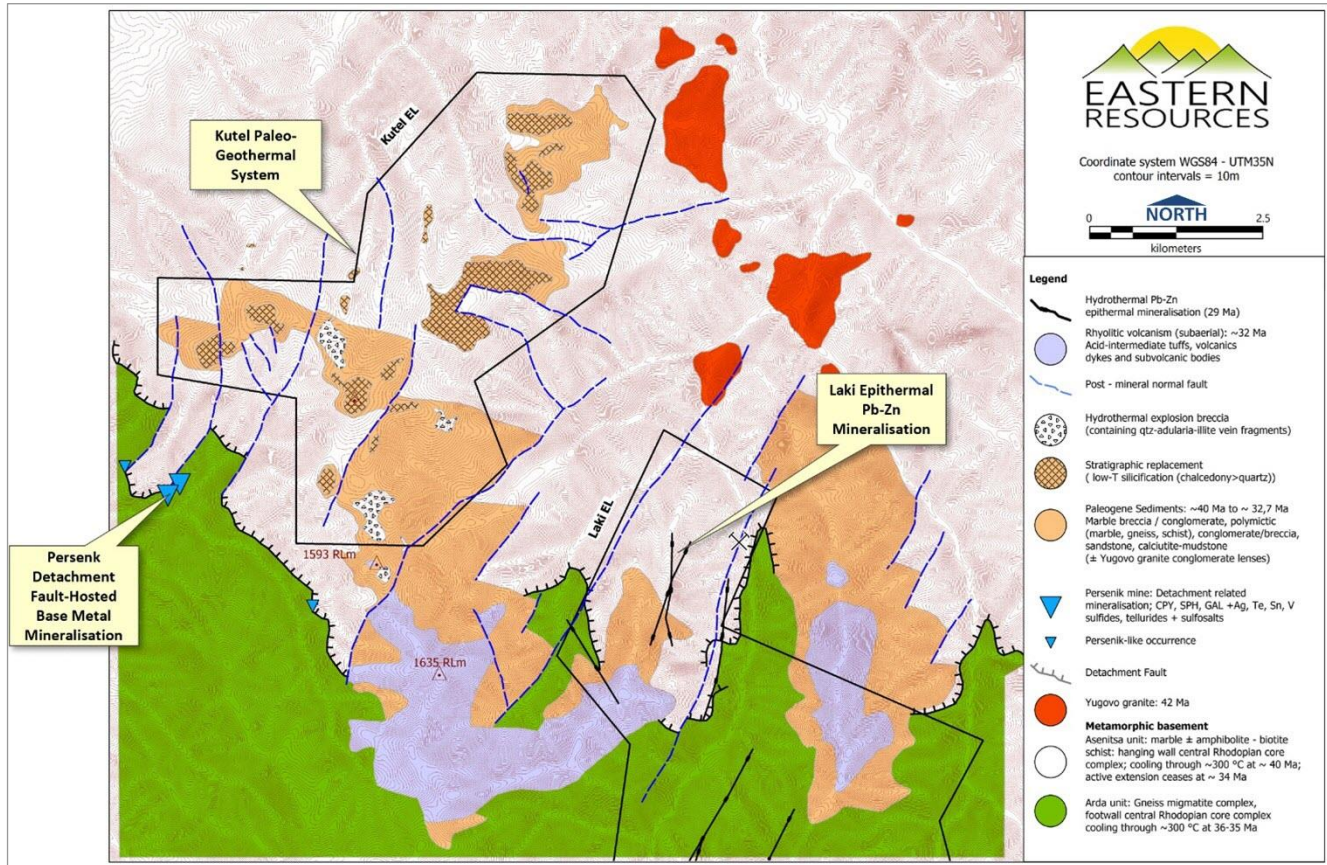 Kutel Paleo-
Geothermal
System
Kutel EL
Laki Epithermal
Pb-Zn
Mineralisation
Laki EL
Persenk
Detachment
Fault-Hosted
Base Metal
Mineralisation
1593 RLm
1635 RLm
EASTERN
RESOURCES
Coordinate system WGS84 - UTM35N
contour intervals = 10m
NORTH
0
2.5
kilometers
Legend
Hydrothermal Pb-Zn
epithermal mineralisation (29 Ma)
Rhyolitic volcanism (subaerial): ~32 Ma
Acid-intermediate tuffs, volcanics
dykes and subvolcanic bodies
Post - mineral normal fault
Hydrothermal explosion breccia
(containing qtz-adularia-illite vein fragments)
Stratigraphic replacement
( low-T silicification (chalcedony>quartz))
Paleogene Sediments: ~40 Ma to ~ 32,7 Ma
Marble breccia / conglomerate, polymictic
(marble, gneiss, schist), conglomerate/breccia,
sandstone, calciutite-mudstone
(± Yugovo granite conglomerate lenses)
Persenik mine: Detachment related
mineralisation; CPY, SPH, GAL +Ag, Te, Sn, V
sulfides, tellurides + sulfosalts
Persenik-like occurrence
Detachment Fault
Yugovo granite: 42 Ma
Metamorphic basement
Asenitsa unit: marble ± amphibolite - biotite
schist: hanging wall central Rhodopian core
complex; cooling through ~300 °C at ~ 40 Ma;
active extension ceases at ~ 34 Ma
Arda unit: Gneiss migmatite complex,
footwall central Rhodopian core complex
cooling through ~300 °C at 36-35 Ma